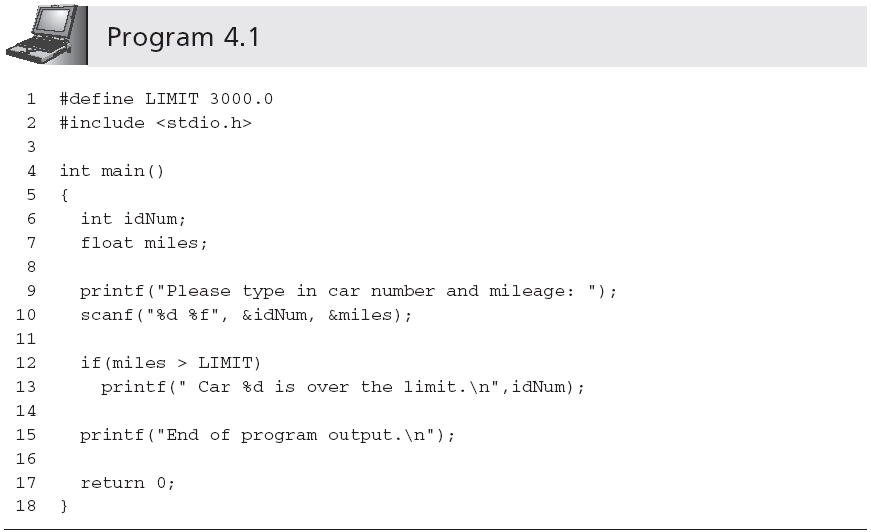 Program 4.1
1 #define LIMIT 3000.0
2 #include <stdio.h>
3
4 int main()
5 {
6   int idNum;
7   float miles;
8
9   printf("Please type in car number and mileage: ");
10   scanf("%d %f", &idNum, &miles);
11
12   if(miles > LIMIT)
13     printf(" Car %d is over the limit.\n",idNum);
14
15   printf("End of program output.\n");
16
17   return 0;
18 }